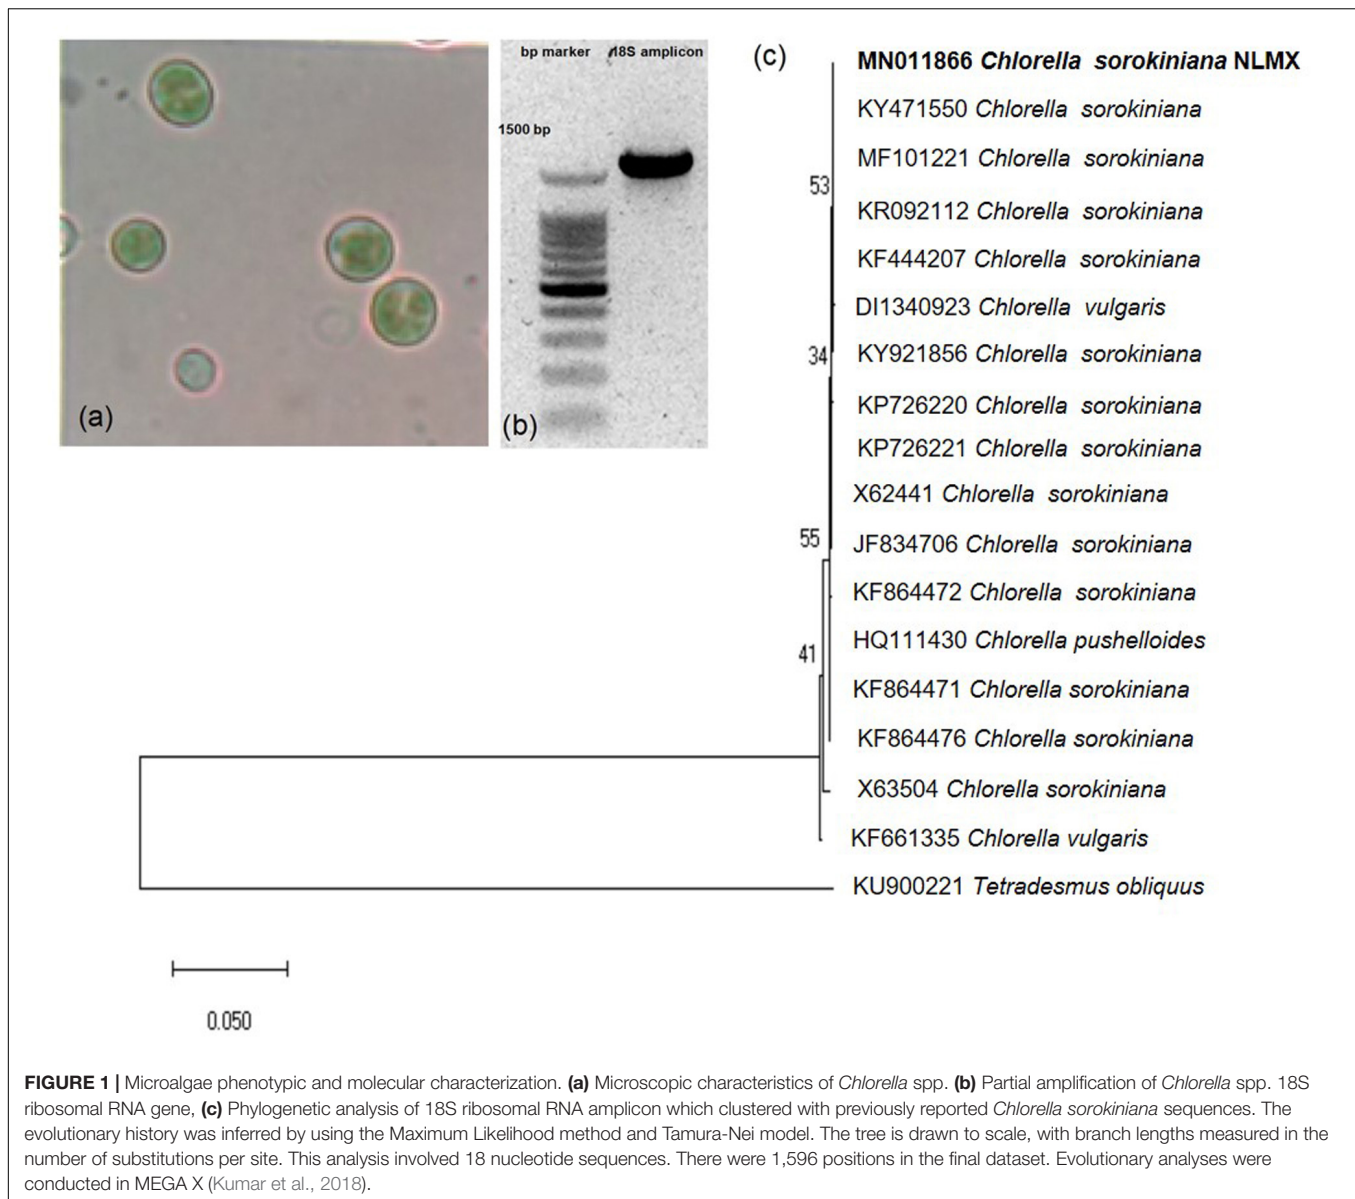 bp marker
18S amplicon
1500 bp
(a)
(b)
(c)
MN011866 Chlorella sorokiniana NLMX
KY471550 Chlorella sorokiniana
MF101221 Chlorella sorokiniana
53
KR092112 Chlorella sorokiniana
KF444207 Chlorella sorokiniana
DI1340923 Chlorella vulgaris
34
KY921856 Chlorella sorokiniana
KP726220 Chlorella sorokiniana
KP726221 Chlorella sorokiniana
X62441 Chlorella sorokiniana
55
JF834706 Chlorella sorokiniana
KF864472 Chlorella sorokiniana
HQ111430 Chlorella pushelloides
41
KF864471 Chlorella sorokiniana
KF864476 Chlorella sorokiniana
X63504 Chlorella sorokiniana
KF661335 Chlorella vulgaris
KU900221 Tetradesmus obliquus
0.050
FIGURE 1 | Microalgae phenotypic and molecular characterization. (a) Microscopic characteristics of Chlorella spp. (b) Partial amplification of Chlorella spp. 18S
ribosomal RNA gene, (c) Phylogenetic analysis of 18S ribosomal RNA amplicon which clustered with previously reported Chlorella sorokiniana sequences. The
evolutionary history was inferred by using the Maximum Likelihood method and Tamura-Nei model. The tree is drawn to scale, with branch lengths measured in the
number of substitutions per site. This analysis involved 18 nucleotide sequences. There were 1,596 positions in the final dataset. Evolutionary analyses were
conducted in MEGA X (Kumar et al., 2018).